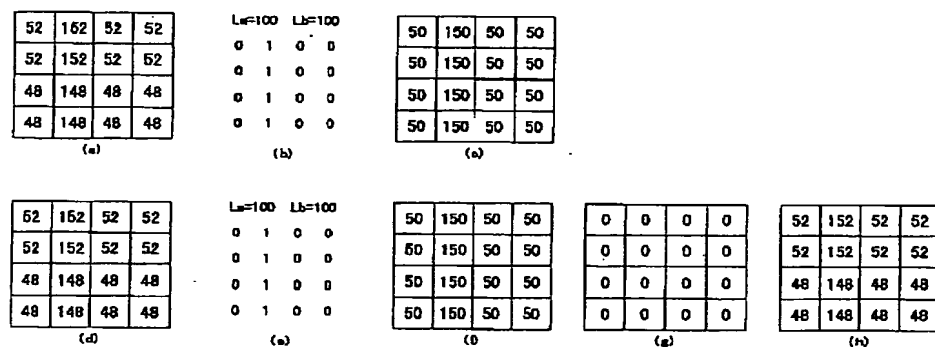 52 152 52 52
52 152 52 52
48 148 48 48
48 148 48 48
(a)
La=100 Lb=100
0 1 0 0
0 1 0 0
0 1 0 0
0 1 0 0
(b)
50 150 50 50
50 150 50 50
50 150 50 50
50 150 50 50
(c)
52 152 52 52
52 152 52 52
48 148 48 48
48 148 48 48
(d)
La=100 Lb=100
0 1 0 0
0 1 0 0
0 1 0 0
0 1 0 0
(e)
50 150 50 50
50 150 50 50
50 150 50 50
50 150 50 50
(f)
0 0 0 0
0 0 0 0
0 0 0 0
0 0 0 0
(g)
52 152 52 52
52 152 52 52
48 148 48 48
48 148 48 48
(h)